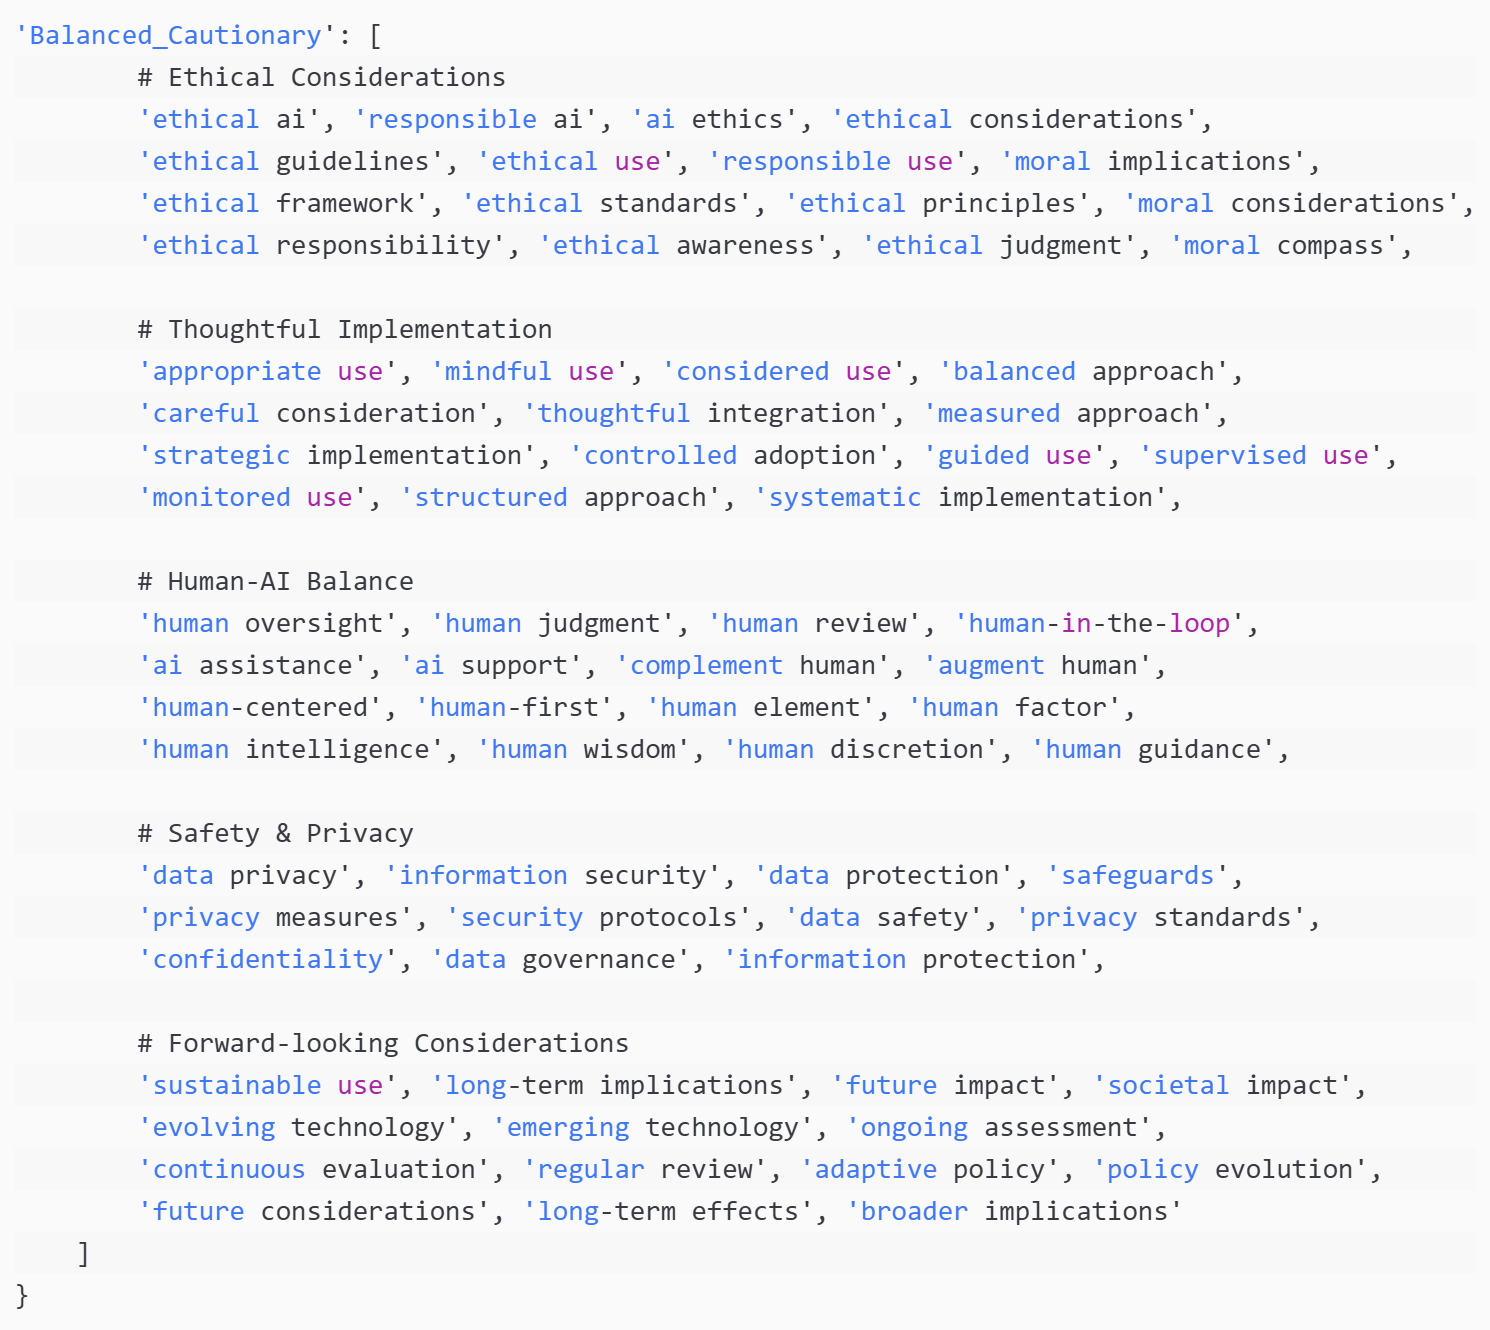 'Balanced_Cautionary': [
# Ethical Considerations
'ethical ai', 'responsible ai', 'ai ethics', 'ethical considerations',
'ethical guidelines', 'ethical use', 'responsible use', 'moral implications',
'ethical framework', 'ethical standards', 'ethical principles', 'moral considerations',
'ethical responsibility', 'ethical awareness', 'ethical judgment', 'moral compass',
# Thoughtful Implementation
'appropriate use', 'mindful use', 'considered use', 'balanced approach',
'careful consideration', 'thoughtful integration', 'measured approach',
'strategic implementation', 'controlled adoption', 'guided use', 'supervised use',
'monitored use', 'structured approach', 'systematic implementation',
# Human-AI Balance
'human oversight', 'human judgment', 'human review', 'human-in-the-loop',
'ai assistance', 'ai support', 'complement human', 'augment human',
'human-centered', 'human-first', 'human element', 'human factor',
'human intelligence', 'human wisdom', 'human discretion', 'human guidance',
# Safety & Privacy
'data privacy', 'information security', 'data protection', 'safeguards',
'privacy measures', 'security protocols', 'data safety', 'privacy standards',
'confidentiality', 'data governance', 'information protection',
# Forward-looking Considerations
'sustainable use', 'long-term implications', 'future impact', 'societal impact',
'evolving technology', 'emerging technology', 'ongoing assessment',
'continuous evaluation', 'regular review', 'adaptive policy', 'policy evolution',
'future considerations', 'long-term effects', 'broader implications'
]
}